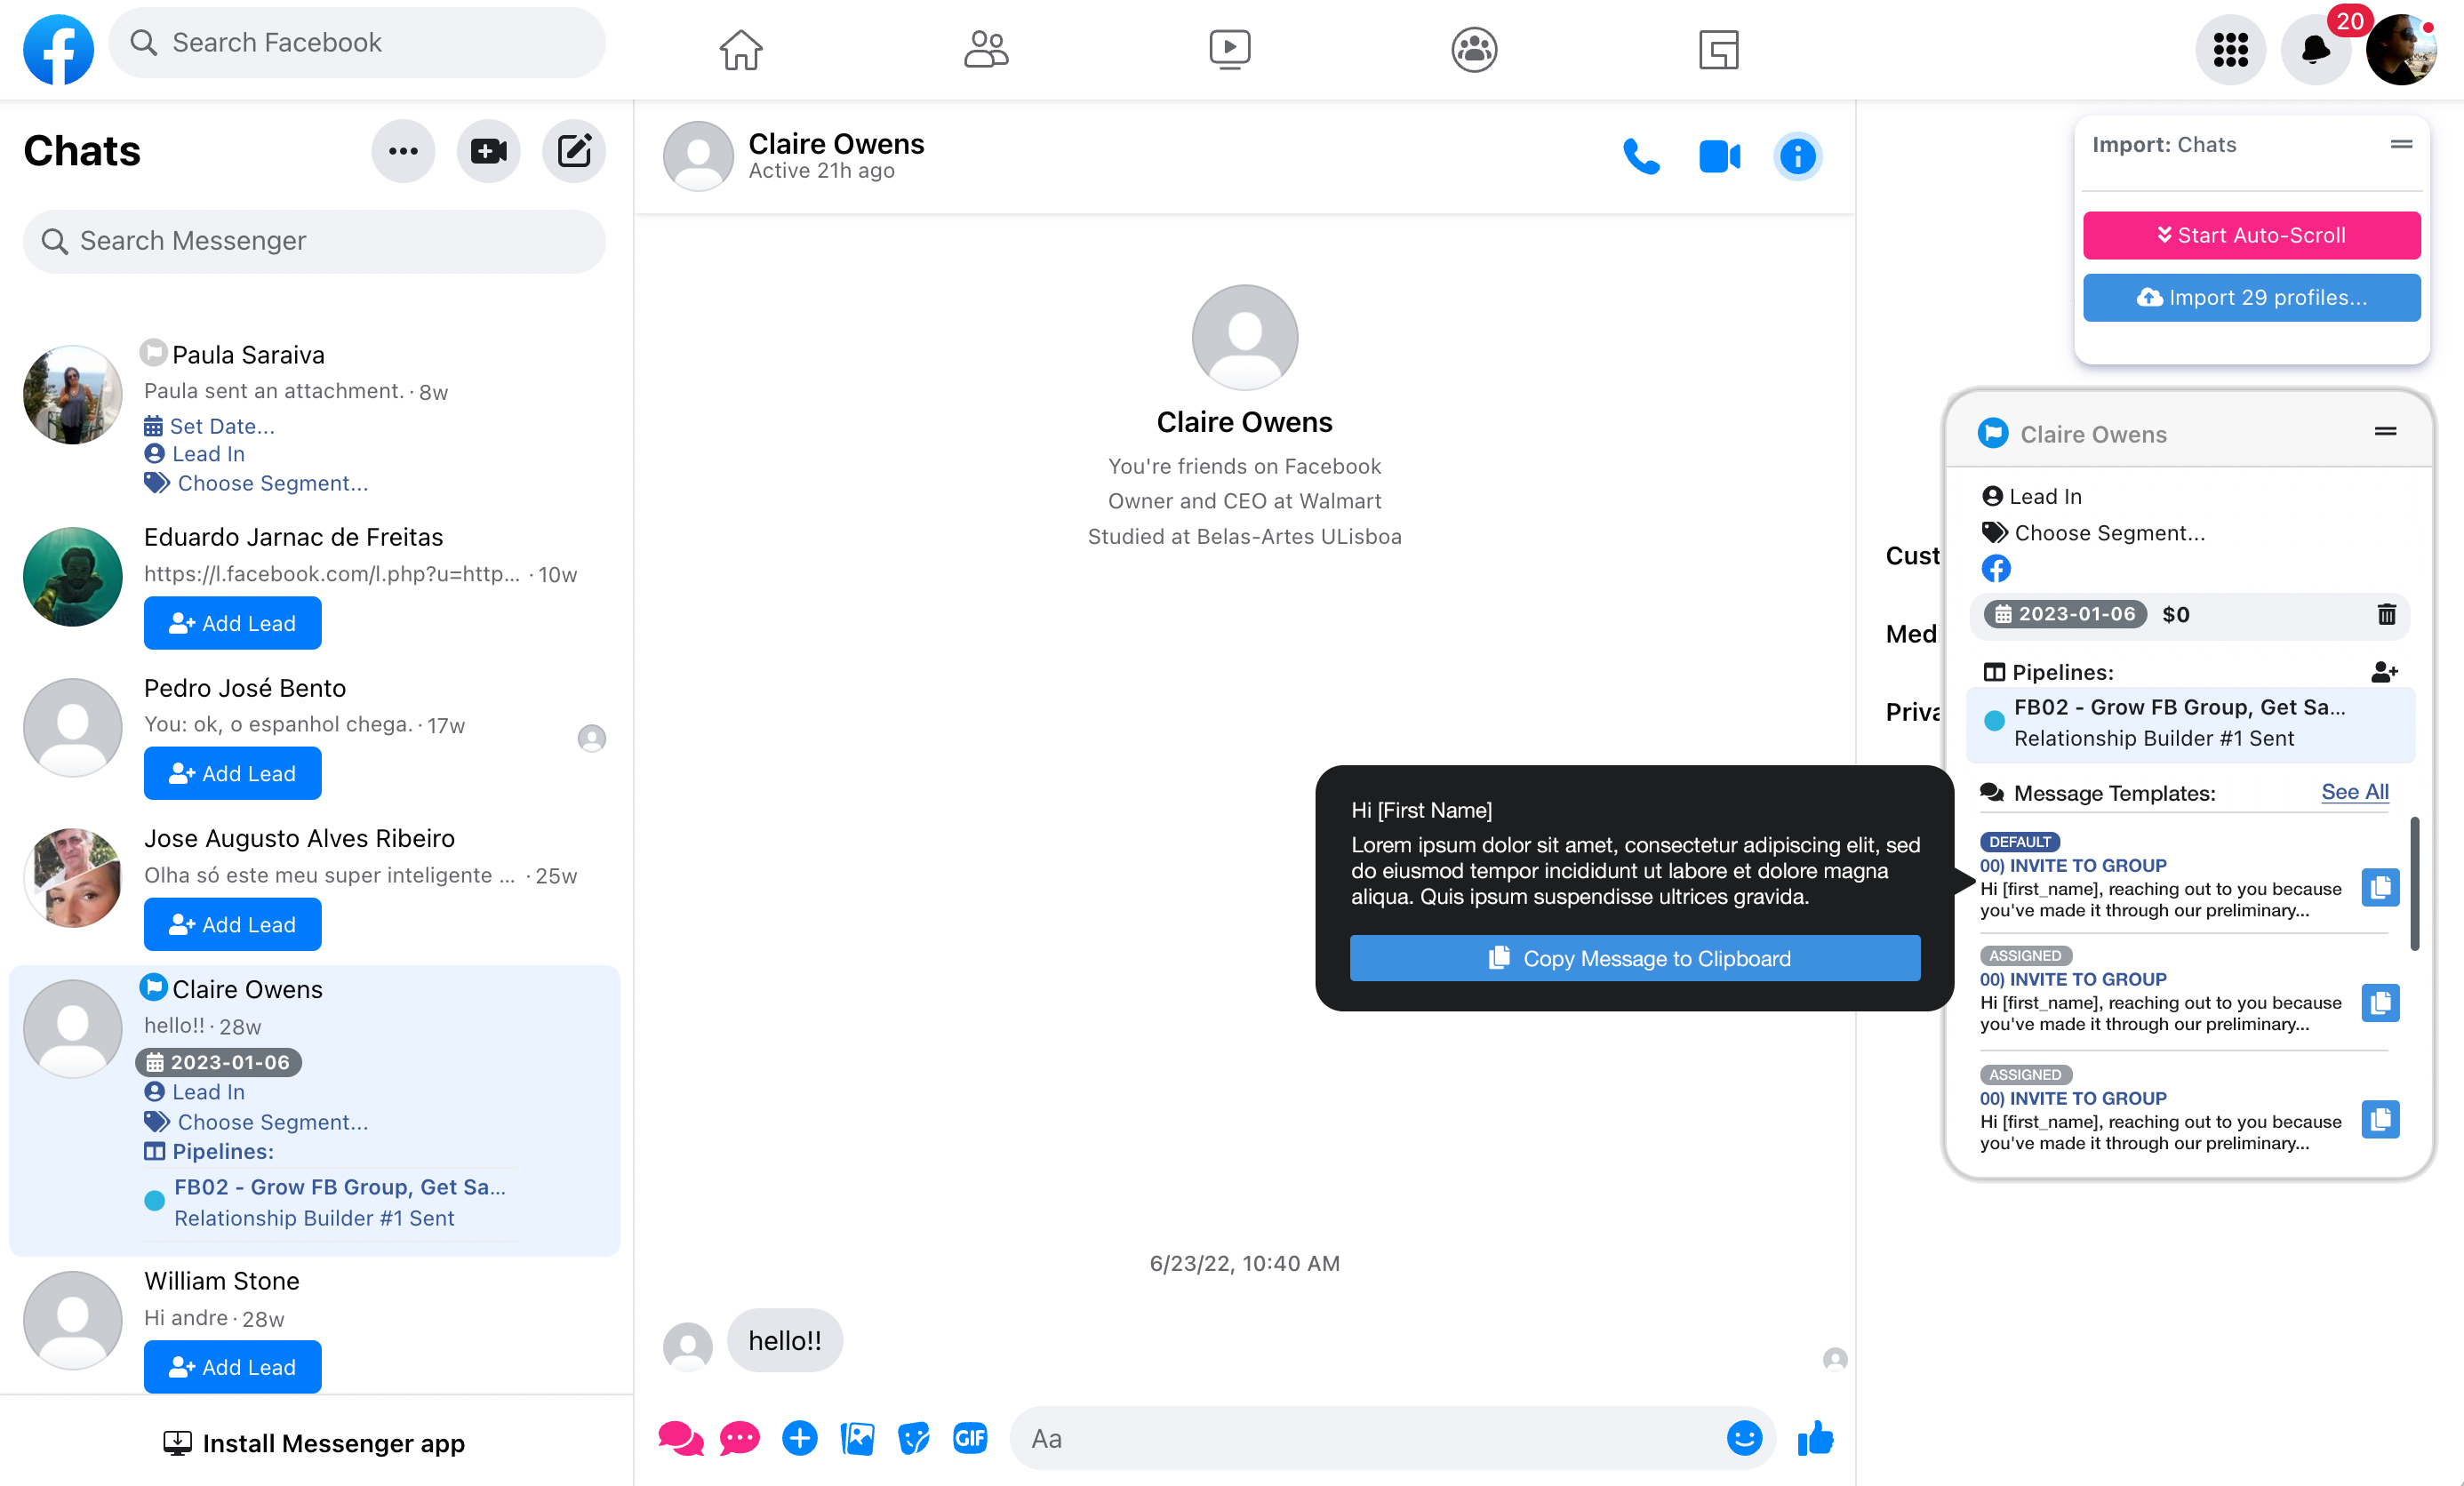 Search Facebook
20
Chats
Search Messenger
Paula Saraiva
Paula sent an attachment. · 8w
Set Date...
Lead In
Choose Segment...
Eduardo Jarnac de Freitas
https://l.facebook.com/l.php?u=http... · 10w
Add Lead
Pedro José Bento
You: ok, o espanhol chega. · 17w
Add Lead
Jose Augusto Alves Ribeiro
Olha só este meu super inteligente ... · 25w
Add Lead
Claire Owens
hello!! · 28w
2023-01-06
Lead In
Choose Segment...
Pipelines:
FB02 - Grow FB Group, Get Sa...
Relationship Builder #1 Sent
William Stone
Hi andre · 28w
Add Lead
Install Messenger app
Claire Owens
Active 21h ago
Claire Owens
You're friends on Facebook
Owner and CEO at Walmart
Studied at Belas-Artes ULisboa
Hi [First Name]
Lorem ipsum dolor sit amet, consectetur adipiscing elit, sed
do eiusmod tempor incididunt ut labore et dolore magna
aliqua. Quis ipsum suspendisse ultrices gravida.
Copy Message to Clipboard
6/23/22, 10:40 AM
hello!!
GIF
Aa
Import: Chats
Start Auto-Scroll
Import 29 profiles...
Cust
Med
Priva
Claire Owens
Lead In
Choose Segment...
2023-01-06 $0
Pipelines:
FB02 - Grow FB Group, Get Sa...
Relationship Builder #1 Sent
Message Templates: See All
DEFAULT
00) INVITE TO GROUP
Hi [first_name], reaching out to you because
you've made it through our preliminary...
ASSIGNED
00) INVITE TO GROUP
Hi [first_name], reaching out to you because
you've made it through our preliminary...
ASSIGNED
00) INVITE TO GROUP
Hi [first_name], reaching out to you because
you've made it through our preliminary...